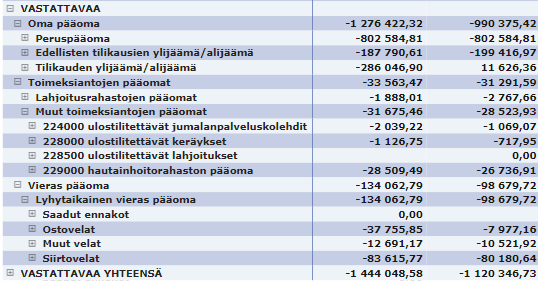 VASTATTAVAA
Oma pääoma -1 276 422,32 -990 375,42
Peruspääoma -802 584,81 -802 584,81
Edellisten tilikausien ylijäämä/alijäämä -187 790,61 -199 416,97
Tilikauden ylijäämä/alijäämä -286 046,90 11 626,36
Toimeksiantojen pääomat -33 563,47 -31 291,59
Lahjoitusrahastojen pääomat -1 888,01 -2 767,66
Muut toimeksiantojen pääomat -31 675,46 -28 523,93
224000 ulostilitettävät jumalanpalveluskolehdit -2 039,22 -1 069,07
228000 ulostilitettävät keräykset -1 126,75 -717,95
228500 ulostilitettävät lahjoitukset 0,00
229000 hautainhoitorahaston pääoma -28 509,49 -26 736,91
Vieras pääoma -134 062,79 -98 679,72
Lyhytaikainen vieras pääoma -134 062,79 -98 679,72
Saadut ennakot 0,00
Ostovelat -37 755,85 -7 977,16
Muut velat -12 691,17 -10 521,92
Siirtovelat -83 615,77 -80 180,64
VASTATTAVAA YHTEENSÄ -1 444 048,58 -1 120 346,73